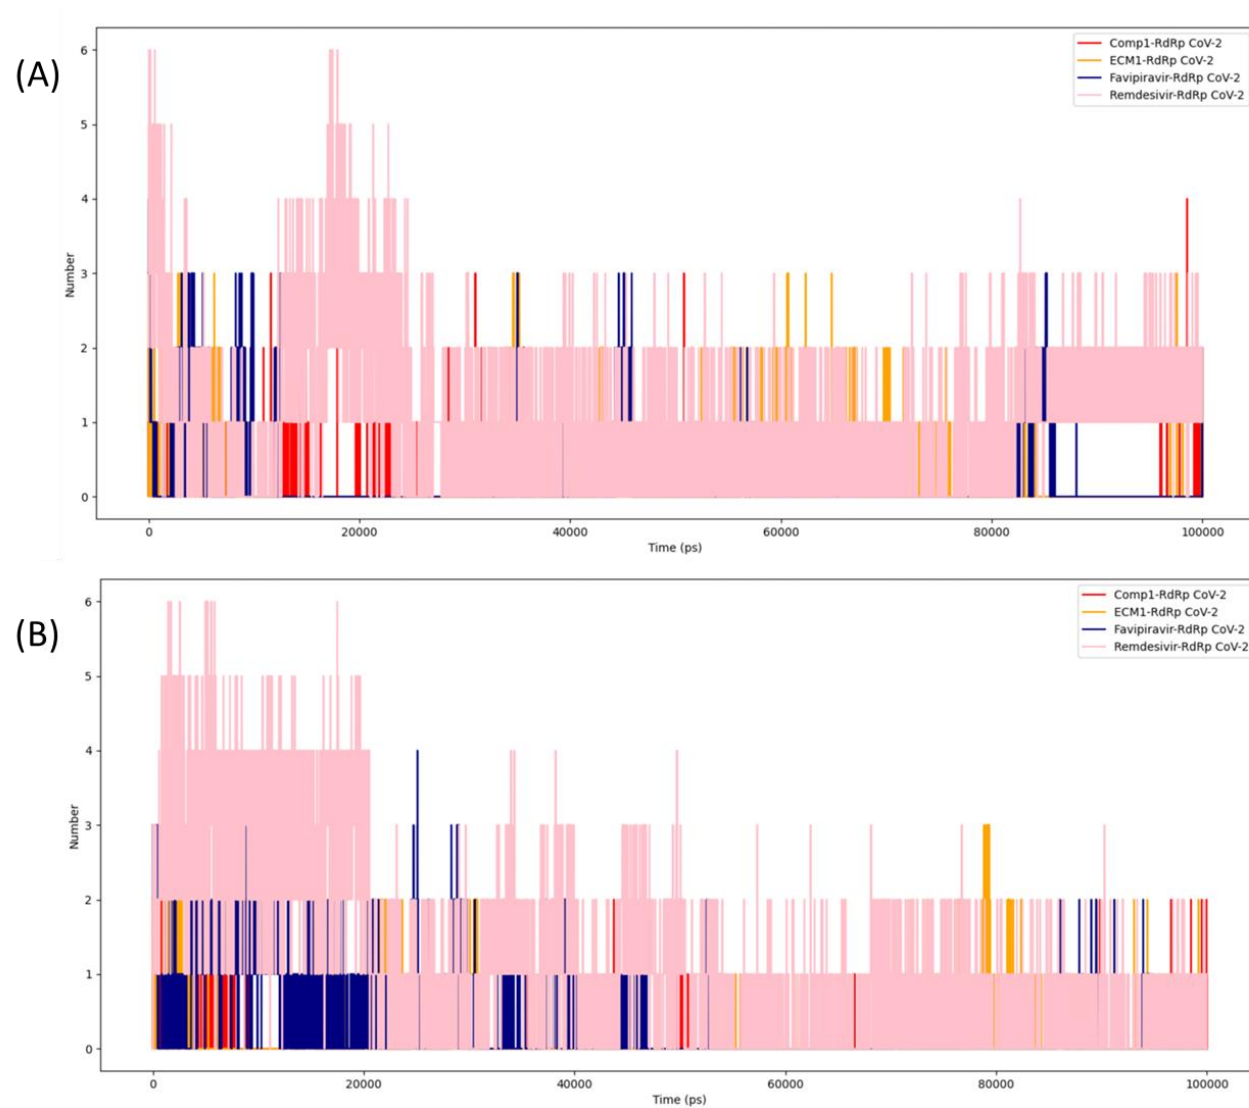 (A)
6
5
4
3
2
1
0
Number
0 20000 40000 60000 80000 100000
Time (ps)
Comp1-RdRp CoV-2
ECM1-RdRp CoV-2
Favipiravir-RdRp CoV-2
Remdesivir-RdRp CoV-2
(B)
6
5
4
3
2
1
0
Number
0 20000 40000 60000 80000 100000
Time (ps)
Comp1-RdRp CoV-2
ECM1-RdRp CoV-2
Favipiravir-RdRp CoV-2
Remdesivir-RdRp CoV-2